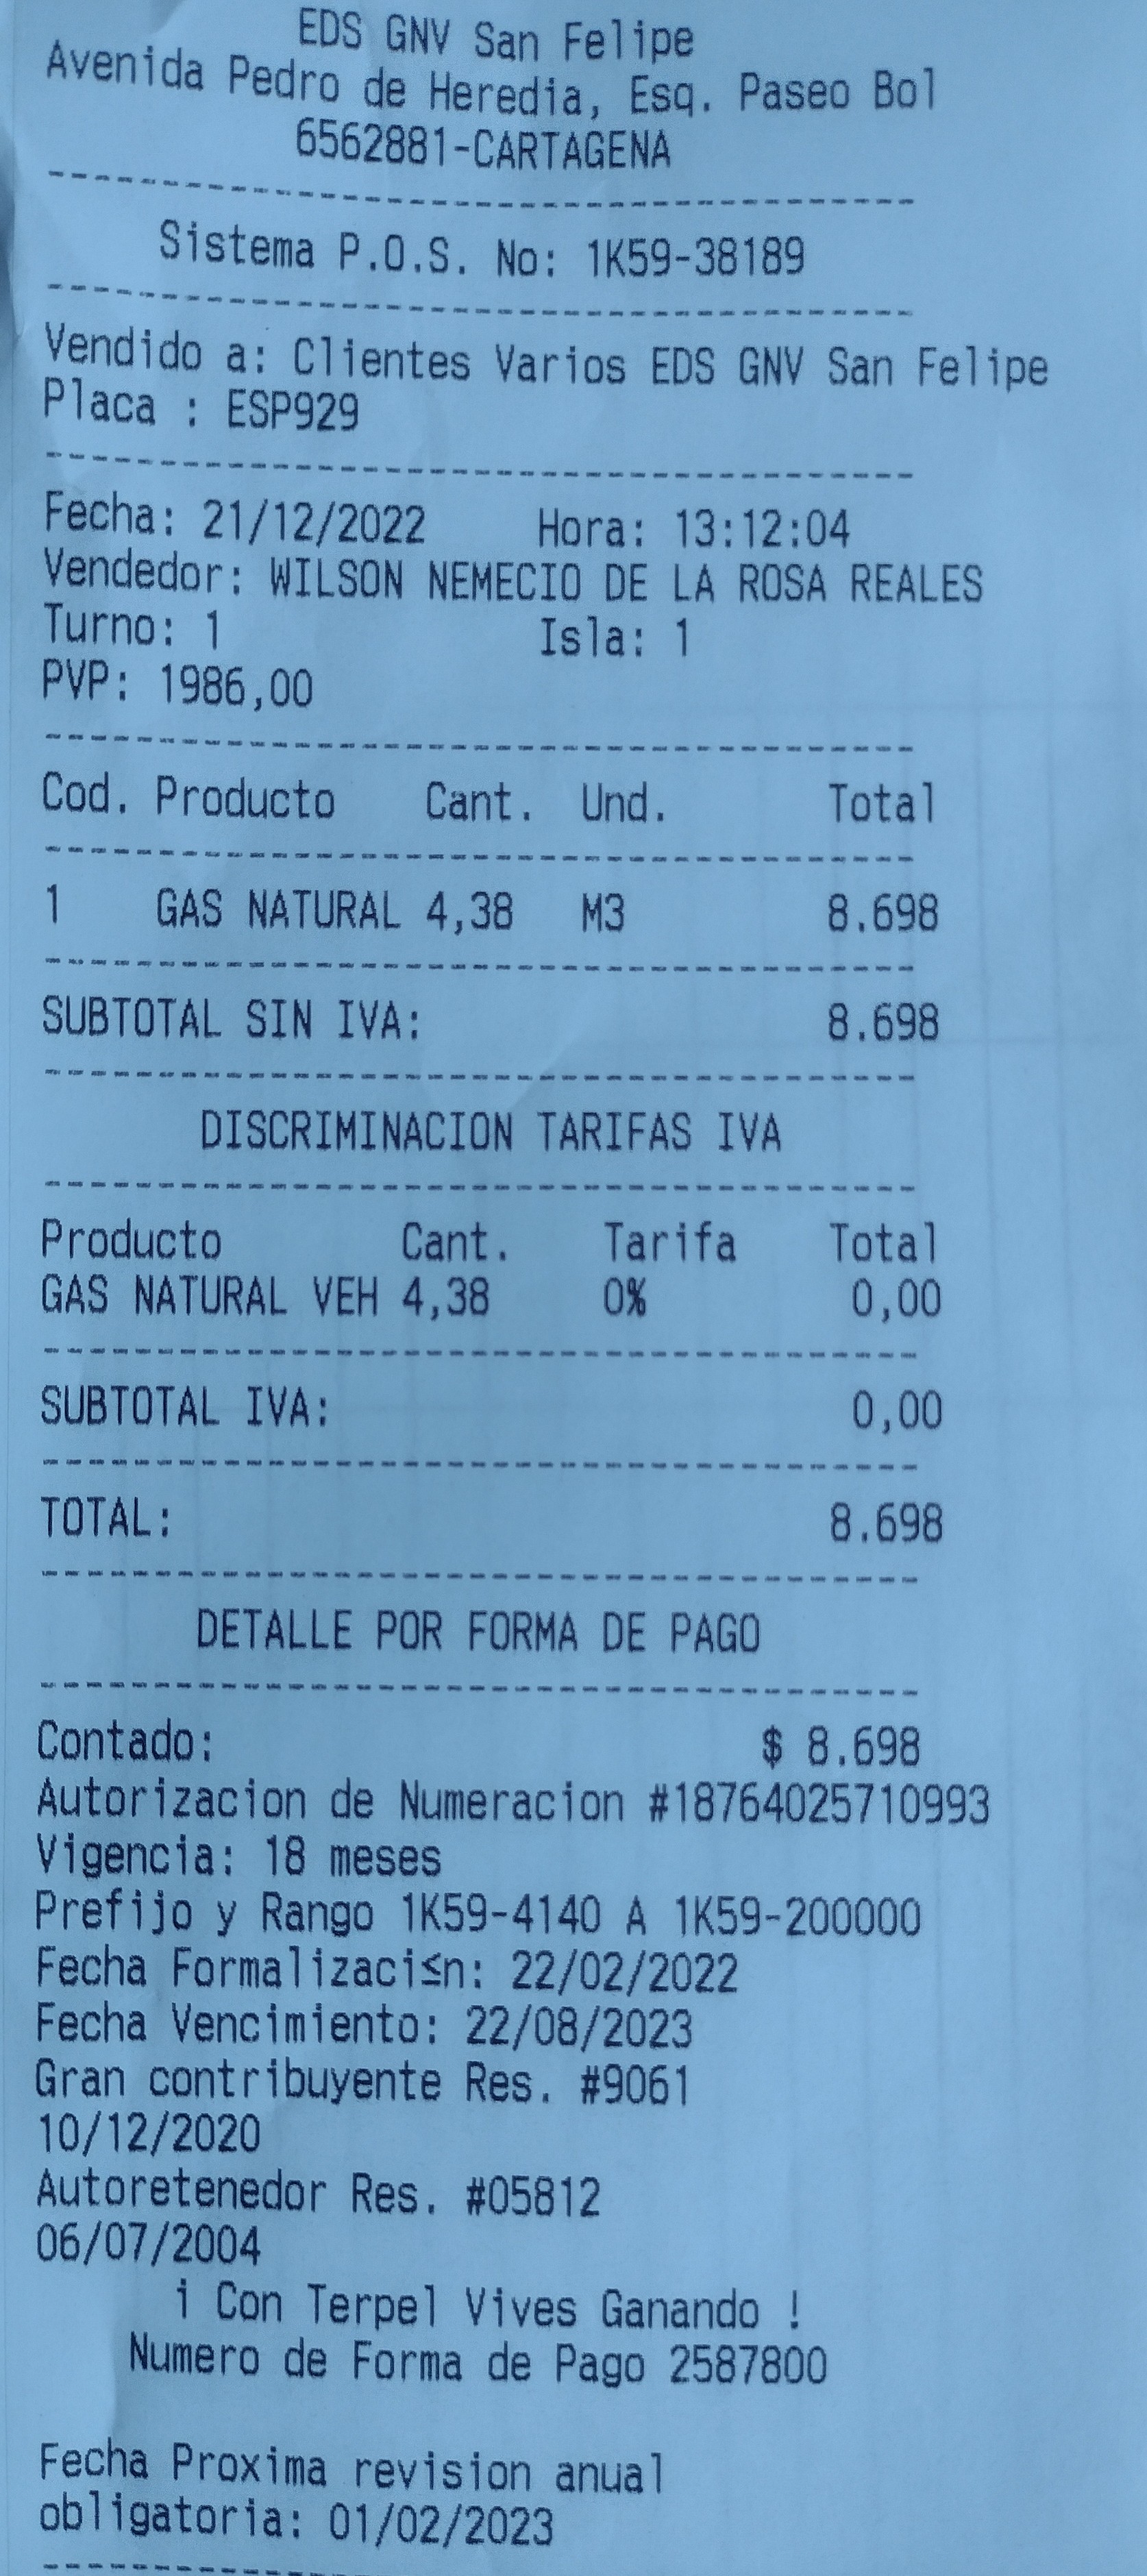 EDS GNV San Felipe
Avenida Pedro de Heredia, Esq. Paseo Bol
6562881-CARTAGENA
----------------------------------------
Sistema P.O.S. No: 1K59-38189
----------------------------------------
Vendido a: Clientes Varios EDS GNV San Felipe
Placa : ESP929
----------------------------------------
Fecha: 21/12/2022 Hora: 13:12:04
Vendedor: WILSON NEMECIO DE LA ROSA REALES
Turno: 1 Isla: 1
PVP: 1986,00
----------------------------------------
Cod. Producto Cant. Und. Total
----------------------------------------
1 GAS NATURAL 4,38 M3 8.698
----------------------------------------
SUBTOTAL SIN IVA: 8.698
----------------------------------------
DISCRIMINACION TARIFAS IVA
----------------------------------------
Producto Cant. Tarifa Total
GAS NATURAL VEH 4,38 0% 0,00
----------------------------------------
SUBTOTAL IVA: 0,00
----------------------------------------
TOTAL: 8.698
----------------------------------------
DETALLE POR FORMA DE PAGO
----------------------------------------
Contado: $ 8.698
Autorizacion de Numeracion #18764025710993
Vigencia: 18 meses
Prefijo y Rango 1K59-4140 A 1K59-200000
Fecha Formalizaci≤n: 22/02/2022
Fecha Vencimiento: 22/08/2023
Gran contribuyente Res. #9061
10/12/2020
Autoretenedor Res. #05812
06/07/2004
¡ Con Terpel Vives Ganando !
Numero de Forma de Pago 2587800
Fecha Proxima revision anual
obligatoria: 01/02/2023
----------------------------------------